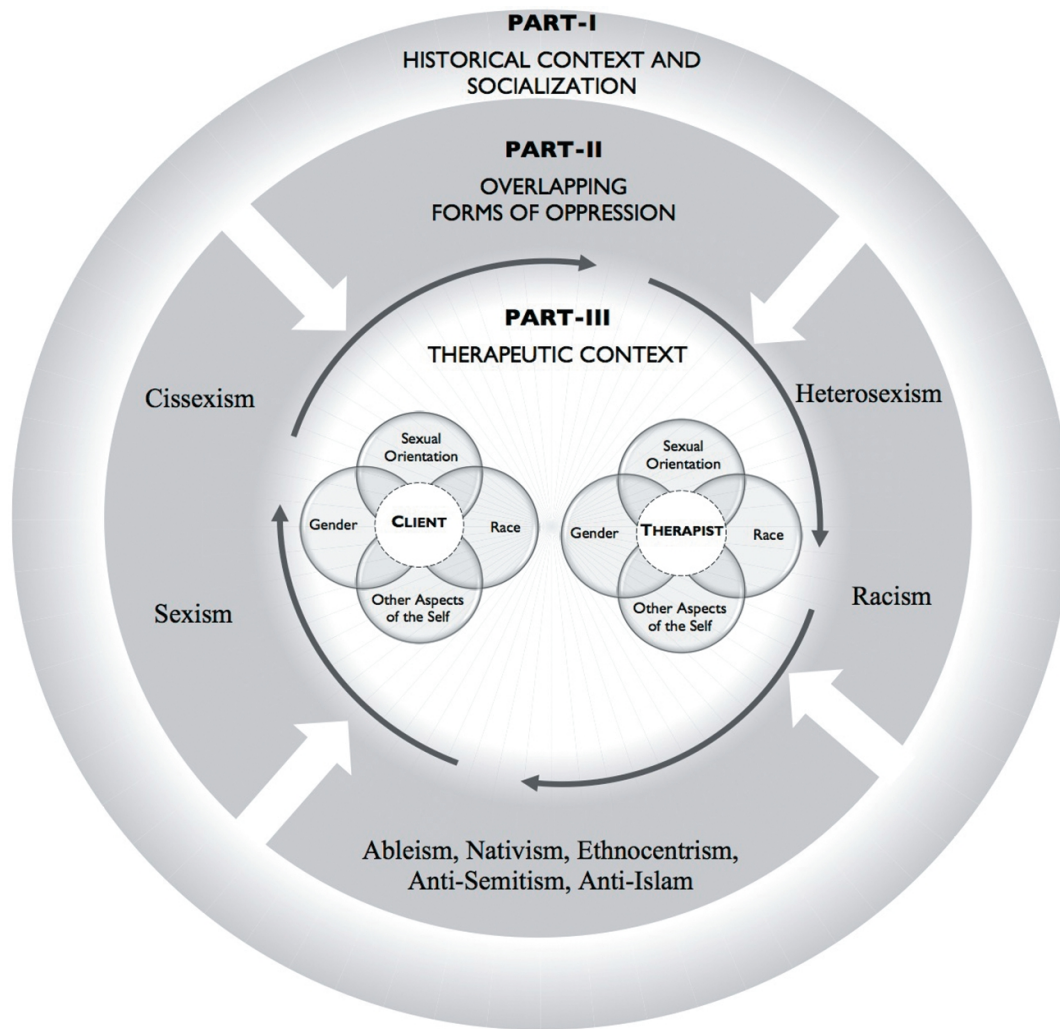 PART-I
HISTORICAL CONTEXT AND
SOCIALIZATION
PART-II
OVERLAPPING
FORMS OF OPPRESSION
PART-III
THERAPEUTIC CONTEXT
Cissexism
Heterosexism
Sexual
Orientation
Gender
CLIENT
Race
Other Aspects
of the Self
Sexual
Orientation
Gender
THERAPIST
Race
Other Aspects
of the Self
Sexism
Racism
Ableism, Nativism, Ethnocentrism,
Anti-Semitism, Anti-Islam